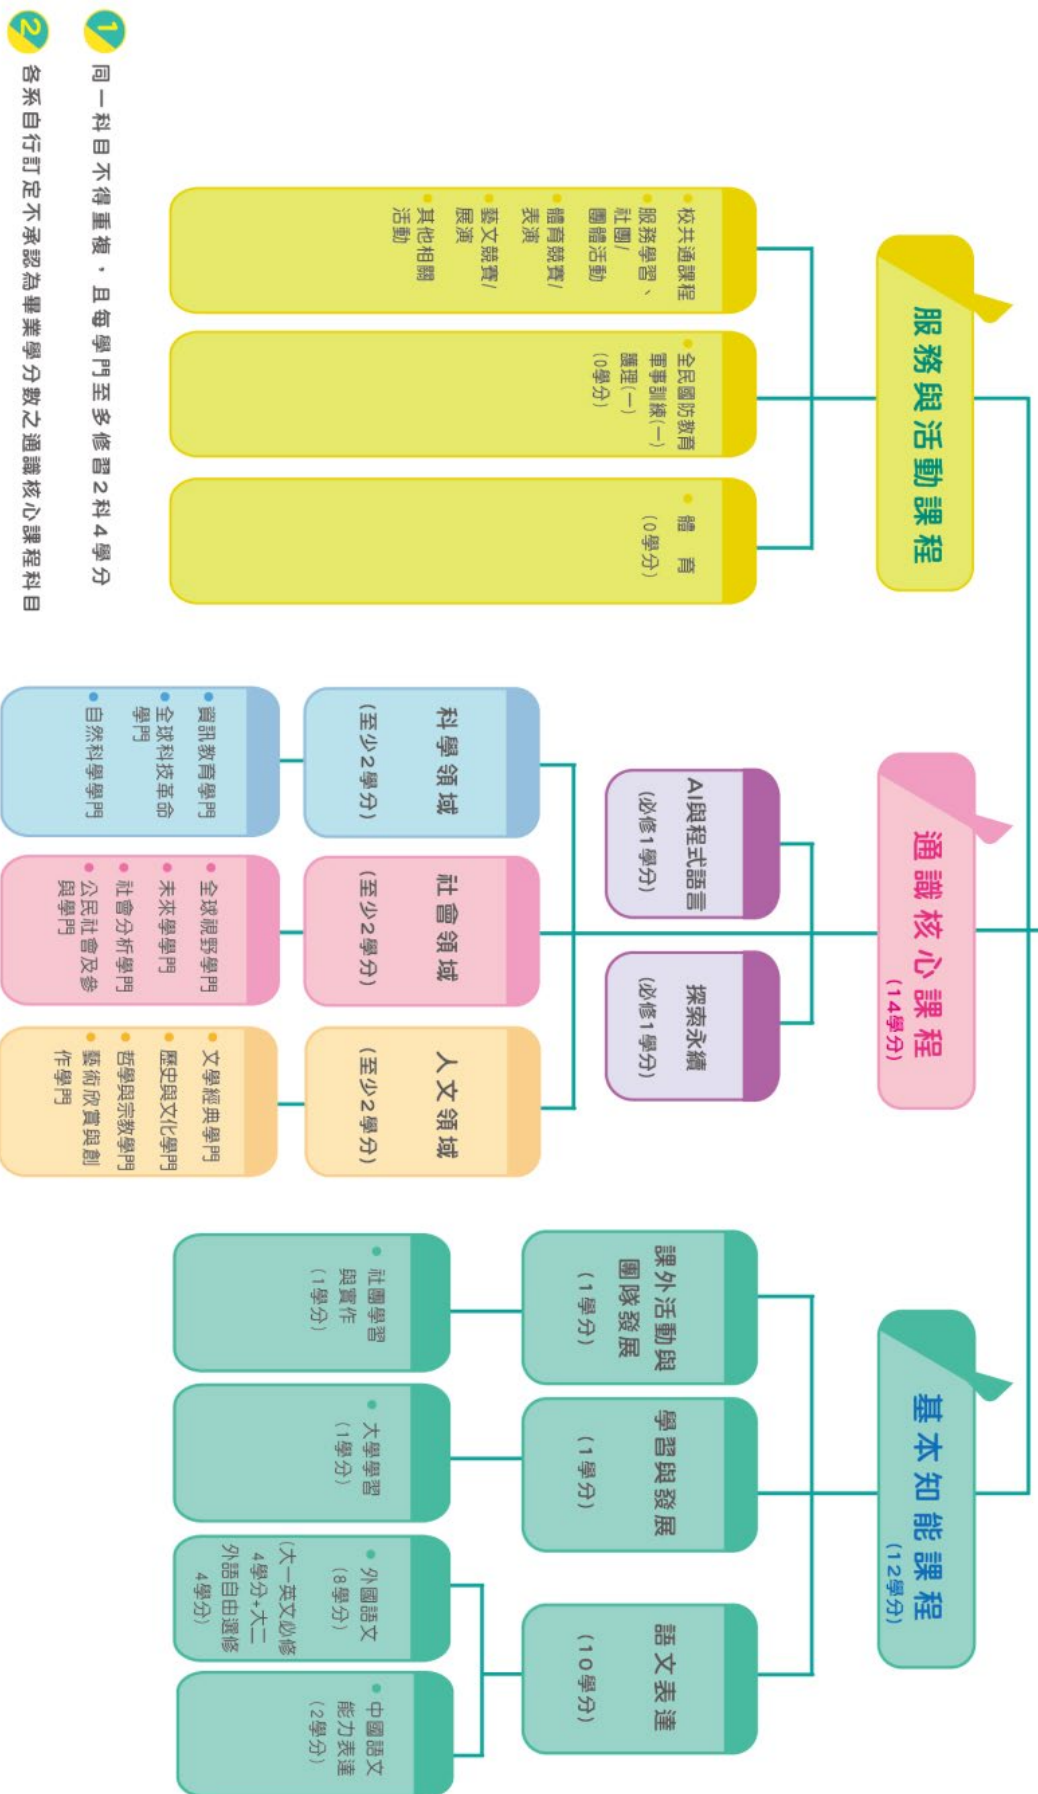 服務與活動課程
校共通課程
服務學習、
社團/
團體活動
體育競賽/
表演
藝文競賽/
展演
其他相關
活動
全民國防教育
軍事訓練(一)
護理(一)
(0學分)
體 育
(0學分)
通識核心課程
(14學分)
AI與程式語言
(必修1學分)
探索永續
(必修1學分)
科學領域
(至少2學分)
資訊教育學門
全球科技革命
學門
自然科學學門
社會領域
(至少2學分)
全球視野學門
未來學學門
社會分析學門
公民社會及參
與學門
人文領域
(至少2學分)
文學經典學門
歷史與文化學門
哲學與宗教學門
藝術欣賞與創
作學門
基本知能課程
(12學分)
課外活動與
團隊發展
(1學分)
社團學習
與實作
(1學分)
學習與發展
(1學分)
大學學習
(1學分)
語文表達
(10學分)
外國語文
(8學分)
(大一英文必修
4學分+大二
外語自由選修
4學分)
中國語文
能力表達
(2學分)
1 同一科目不得重複，且每學門至多修習2科4學分
2 各系自行訂定不承認為畢業學分數之通識核心課程科目